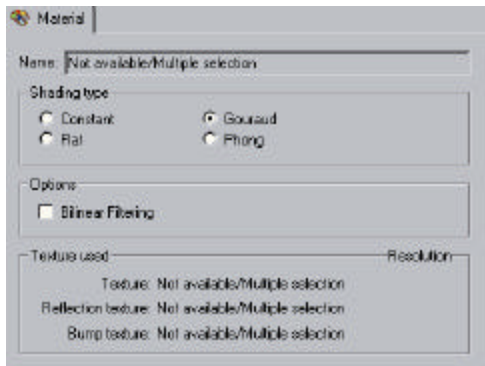 Material
Name: Not available/Multiple selection
Shading type
Constant Gouraud
Flat Phong
Options
Bilinear Filtering
Texture used Resolution
Texture: Not available/Multiple selection
Reflection texture: Not available/Multiple selection
Bump texture: Not available/Multiple selection